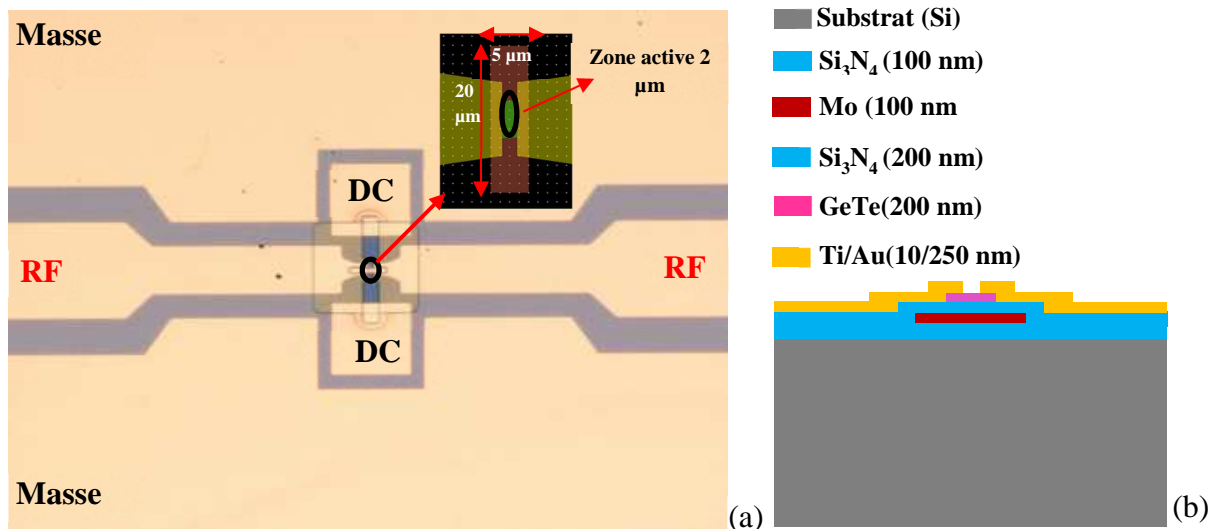 Masse
5 µm
20
µm
Zone active 2
µm
DC
RF
RF
DC
Masse
(a)
Substrat (Si)
Si₃N₄ (100 nm)
Mo (100 nm
Si₃N₄ (200 nm)
GeTe(200 nm)
Ti/Au(10/250 nm)
(b)